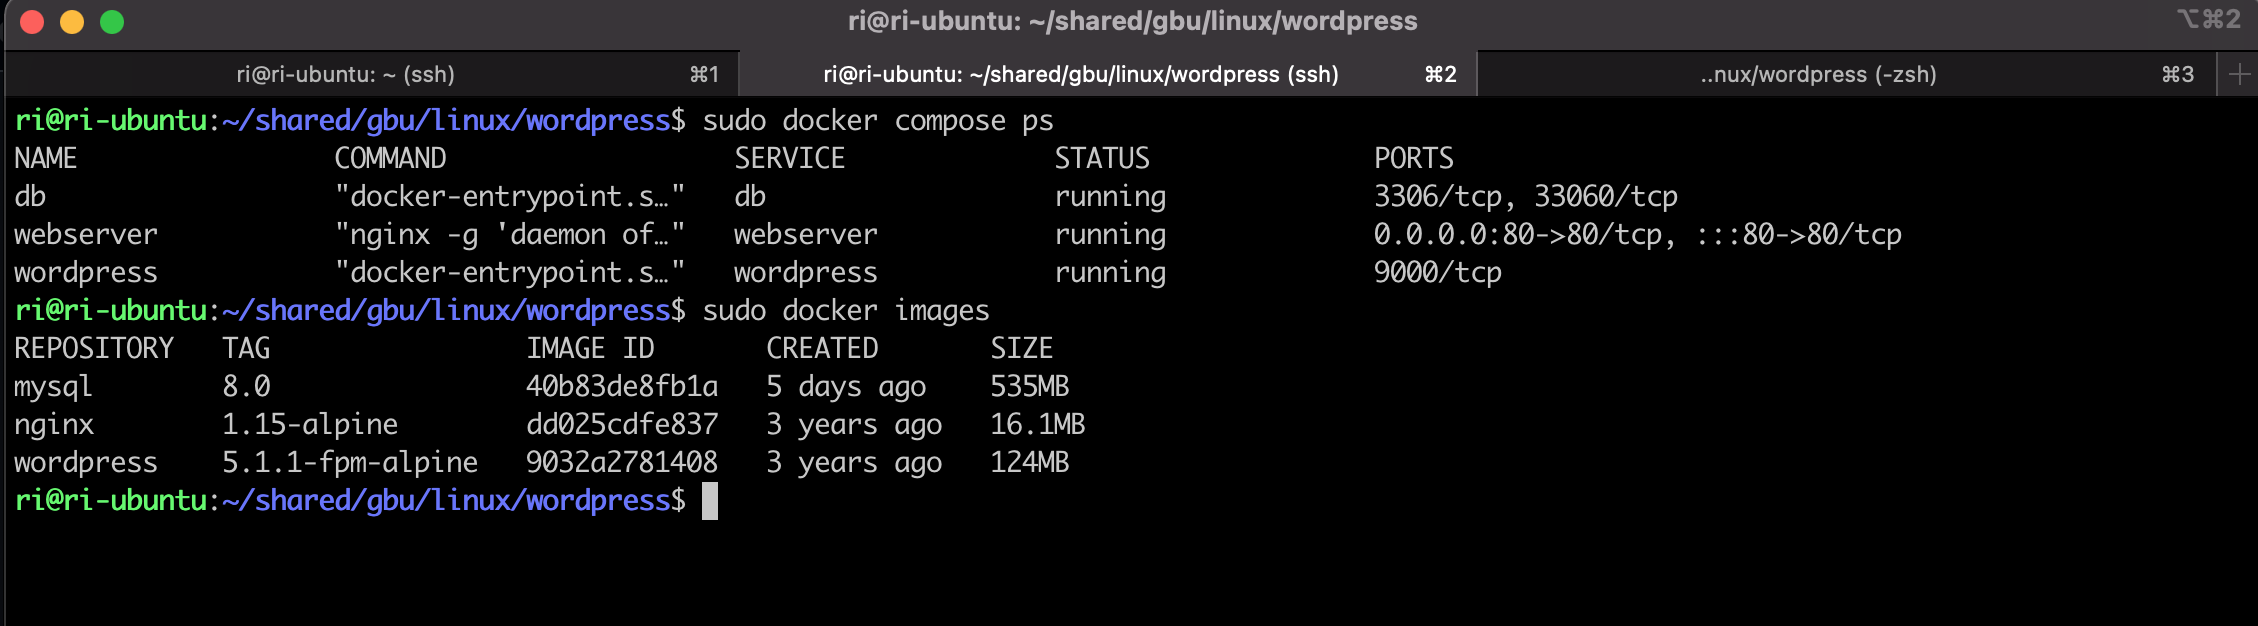 ri@ri-ubuntu: ~/shared/gbu/linux/wordpress ⌥⌘2
ri@ri-ubuntu: ~ (ssh) ⌘1 ri@ri-ubuntu: ~/shared/gbu/linux/wordpress (ssh) ⌘2 ..nux/wordpress (-zsh) ⌘3 +
ri@ri-ubuntu:~/shared/gbu/linux/wordpress$ sudo docker compose ps
NAME COMMAND SERVICE STATUS PORTS
db "docker-entrypoint.s…" db running 3306/tcp, 33060/tcp
webserver "nginx -g 'daemon of…" webserver running 0.0.0.0:80->80/tcp, :::80->80/tcp
wordpress "docker-entrypoint.s…" wordpress running 9000/tcp
ri@ri-ubuntu:~/shared/gbu/linux/wordpress$ sudo docker images
REPOSITORY TAG IMAGE ID CREATED SIZE
mysql 8.0 40b83de8fb1a 5 days ago 535MB
nginx 1.15-alpine dd025cdfe837 3 years ago 16.1MB
wordpress 5.1.1-fpm-alpine 9032a2781408 3 years ago 124MB
ri@ri-ubuntu:~/shared/gbu/linux/wordpress$